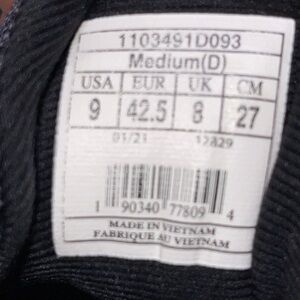 1103491D093
Medium(D)
USA EUR UK CM
9 42.5 8 27
01/21 12829
1 90340 77809 4
MADE IN VIETNAM
FABRIQUE AU VIETNAM